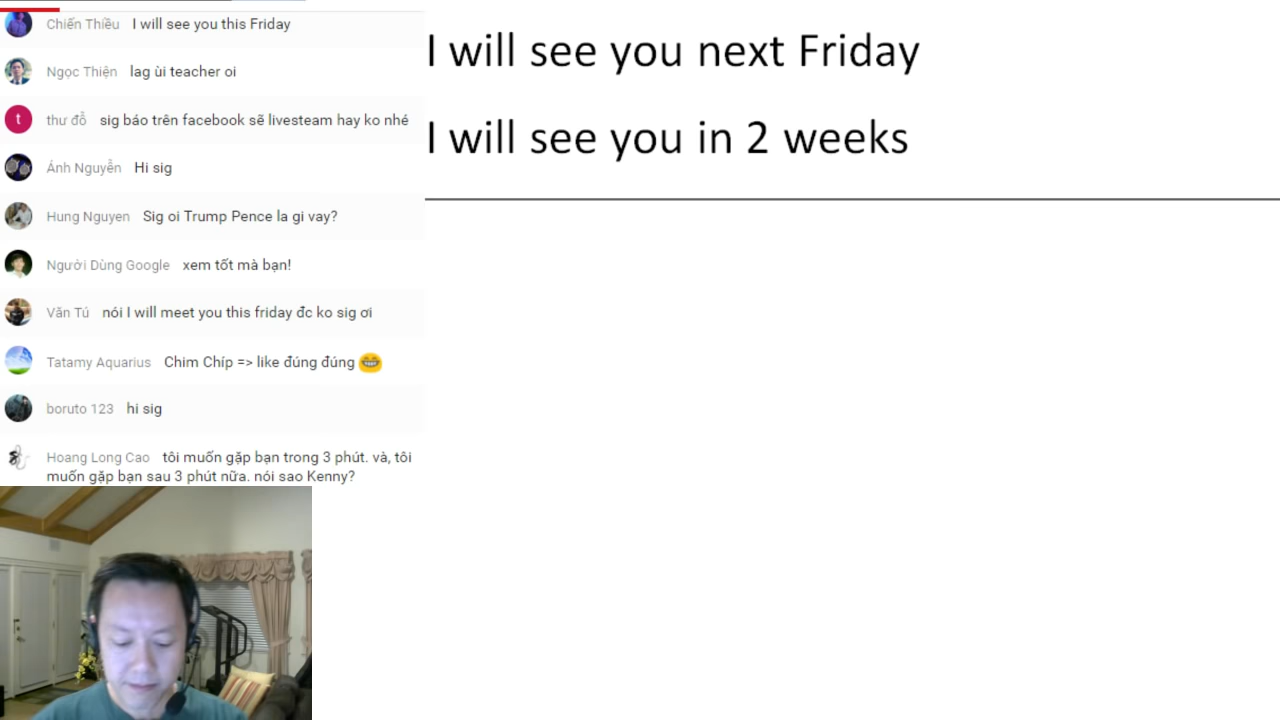 Chiến Thiều I will see you this Friday
Ngọc Thiện lag ùi teacher oi
t thư đỗ sig báo trên facebook sẽ livesteam hay ko nhé
Ánh Nguyễn Hi sig
Hung Nguyen Sig oi Trump Pence la gi vay?
Người Dùng Google xem tốt mà bạn!
Văn Tú nói I will meet you this friday đc ko sig ơi
Tatamy Aquarius Chim Chíp => like đúng đúng 😂
boruto 123 hi sig
Hoang Long Cao tôi muốn gặp bạn trong 3 phút. và, tôi
muốn gặp bạn sau 3 phút nữa. nói sao Kenny?
I will see you next Friday
I will see you in 2 weeks